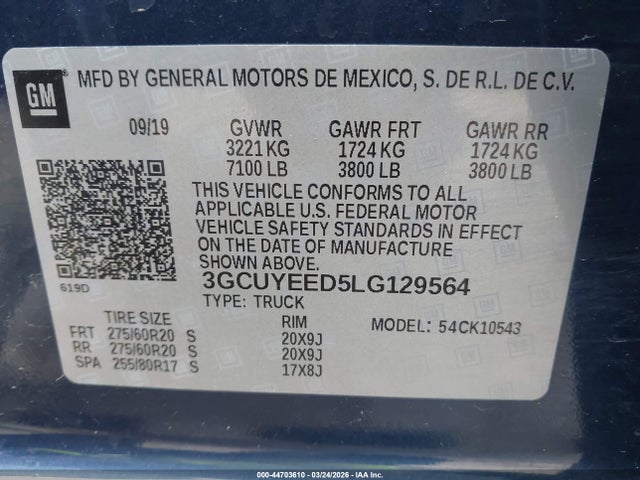 GM
MFD BY GENERAL MOTORS DE MEXICO, S. DE R.L. DE C.V.
09/19 GVWR GAWR FRT GAWR RR
3221 KG 1724 KG 1724 KG
7100 LB 3800 LB 3800 LB
THIS VEHICLE CONFORMS TO ALL
APPLICABLE U.S. FEDERAL MOTOR
VEHICLE SAFETY STANDARDS IN EFFECT
ON THE DATE OF MANUFACTURE
SHOWN ABOVE.
619D
3GCUYEED5LG129564
TYPE: TRUCK
TIRE SIZE RIM MODEL: 54CK10543
FRT 275/60R20 S 20X9J
RR 275/60R20 S 20X9J
SPA 255/80R17 S 17X8J
000-44703610 - 03/24/2026 - IAA Inc.